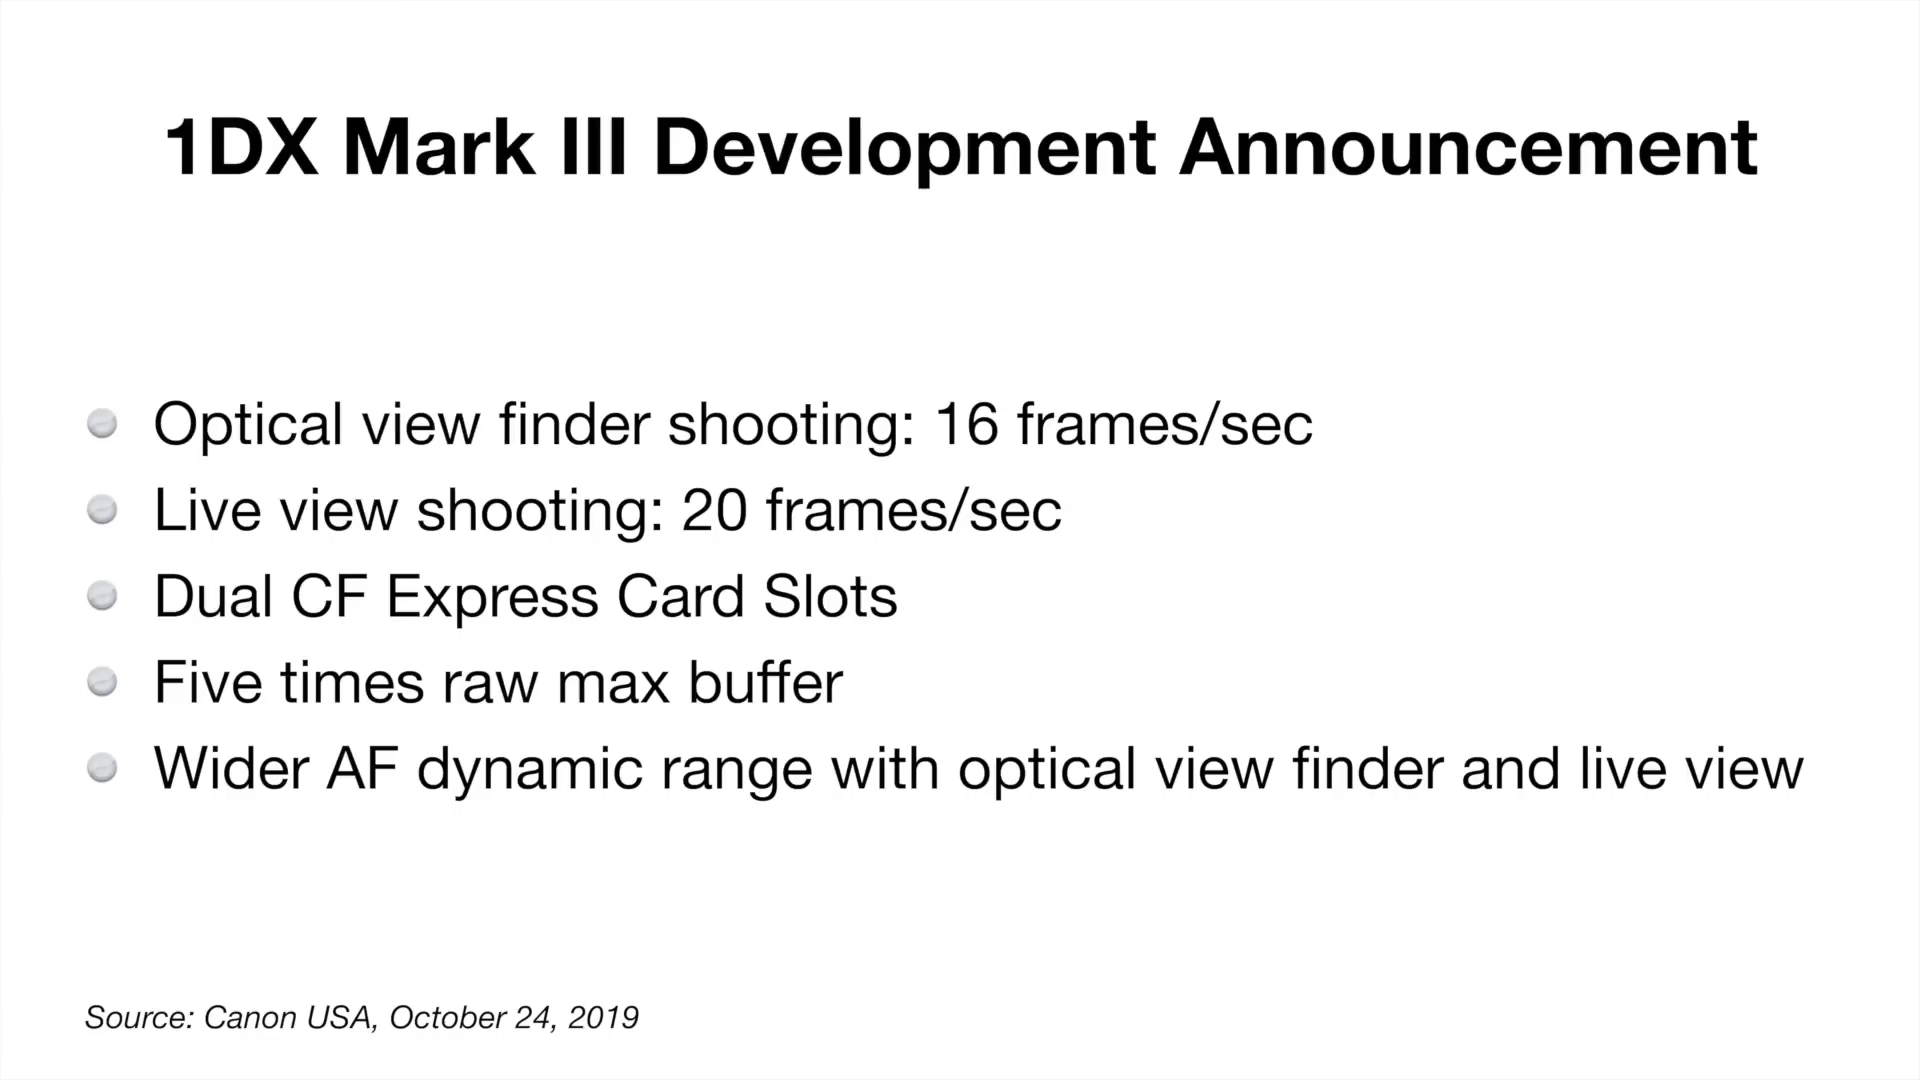 1DX Mark III Development Announcement
Optical view finder shooting: 16 frames/sec
Live view shooting: 20 frames/sec
Dual CF Express Card Slots
Five times raw max buffer
Wider AF dynamic range with optical view finder and live view
Source: Canon USA, October 24, 2019